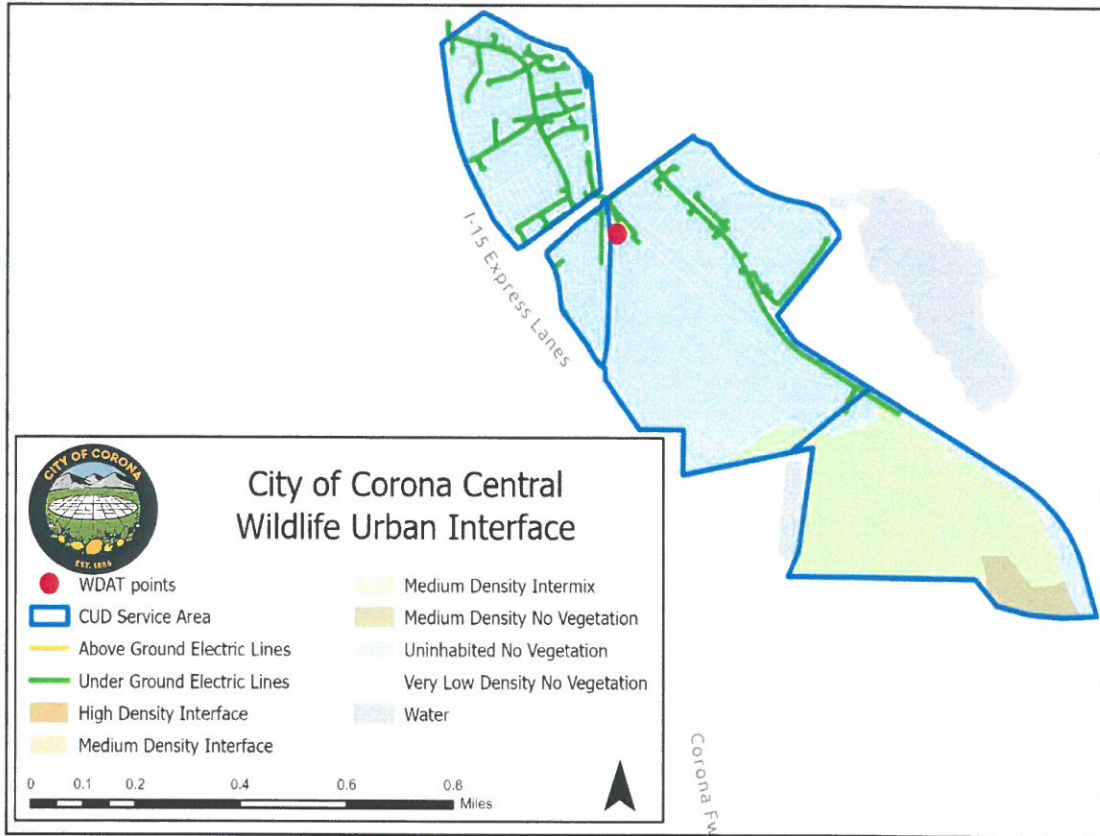 I-15 Express Lanes
CITY OF CORONA
EST. 1886
City of Corona Central
Wildlife Urban Interface
WDAT points
CUD Service Area
Above Ground Electric Lines
Under Ground Electric Lines
High Density Interface
Medium Density Interface
Medium Density Intermix
Medium Density No Vegetation
Uninhabited No Vegetation
Very Low Density No Vegetation
Water
0 0.1 0.2 0.4 0.6 0.8
Miles
Corona Fw